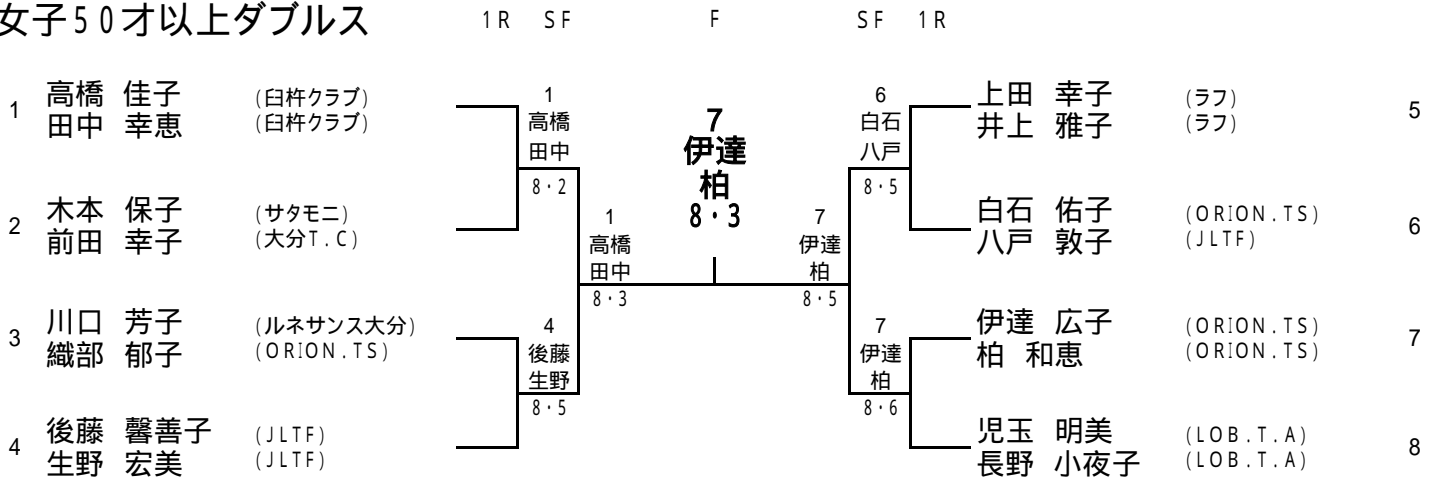 女子50才以上ダブルス
1R SF F SF 1R
1 高橋 佳子 (臼杵クラブ)
田中 幸恵 (臼杵クラブ)
2 木本 保子 (サタモニ)
前田 幸子 (大分T.C)
3 川口 芳子 (ルネサンス大分)
織部 郁子 (ORION.TS)
4 後藤 馨善子 (JLTF)
生野 宏美 (JLTF)
1
高橋
田中
8・2
4
後藤
生野
8・5
1
高橋
田中
8・3
7
伊達
柏
8・3
7
伊達
柏
8・5
6
白石
八戸
8・5
7
伊達
柏
8・6
上田 幸子 (ラフ) 5
井上 雅子 (ラフ)
白石 佑子 (ORION.TS) 6
八戸 敦子 (JLTF)
伊達 広子 (ORION.TS) 7
柏 和恵 (ORION.TS)
児玉 明美 (LOB.T.A) 8
長野 小夜子 (LOB.T.A)